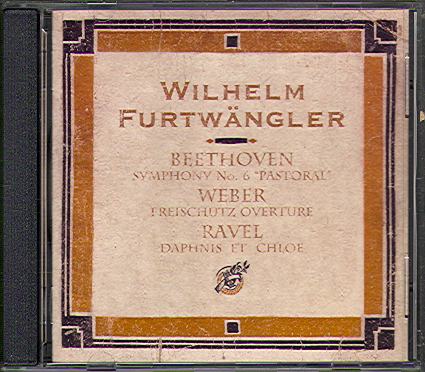 WILHELM
FURTWÄNGLER
BEETHOVEN
SYMPHONY No. 6 "PASTORAL"
WEBER
FREISCHUTZ OVERTURE
RAVEL
DAPHNIS ET CHLOE